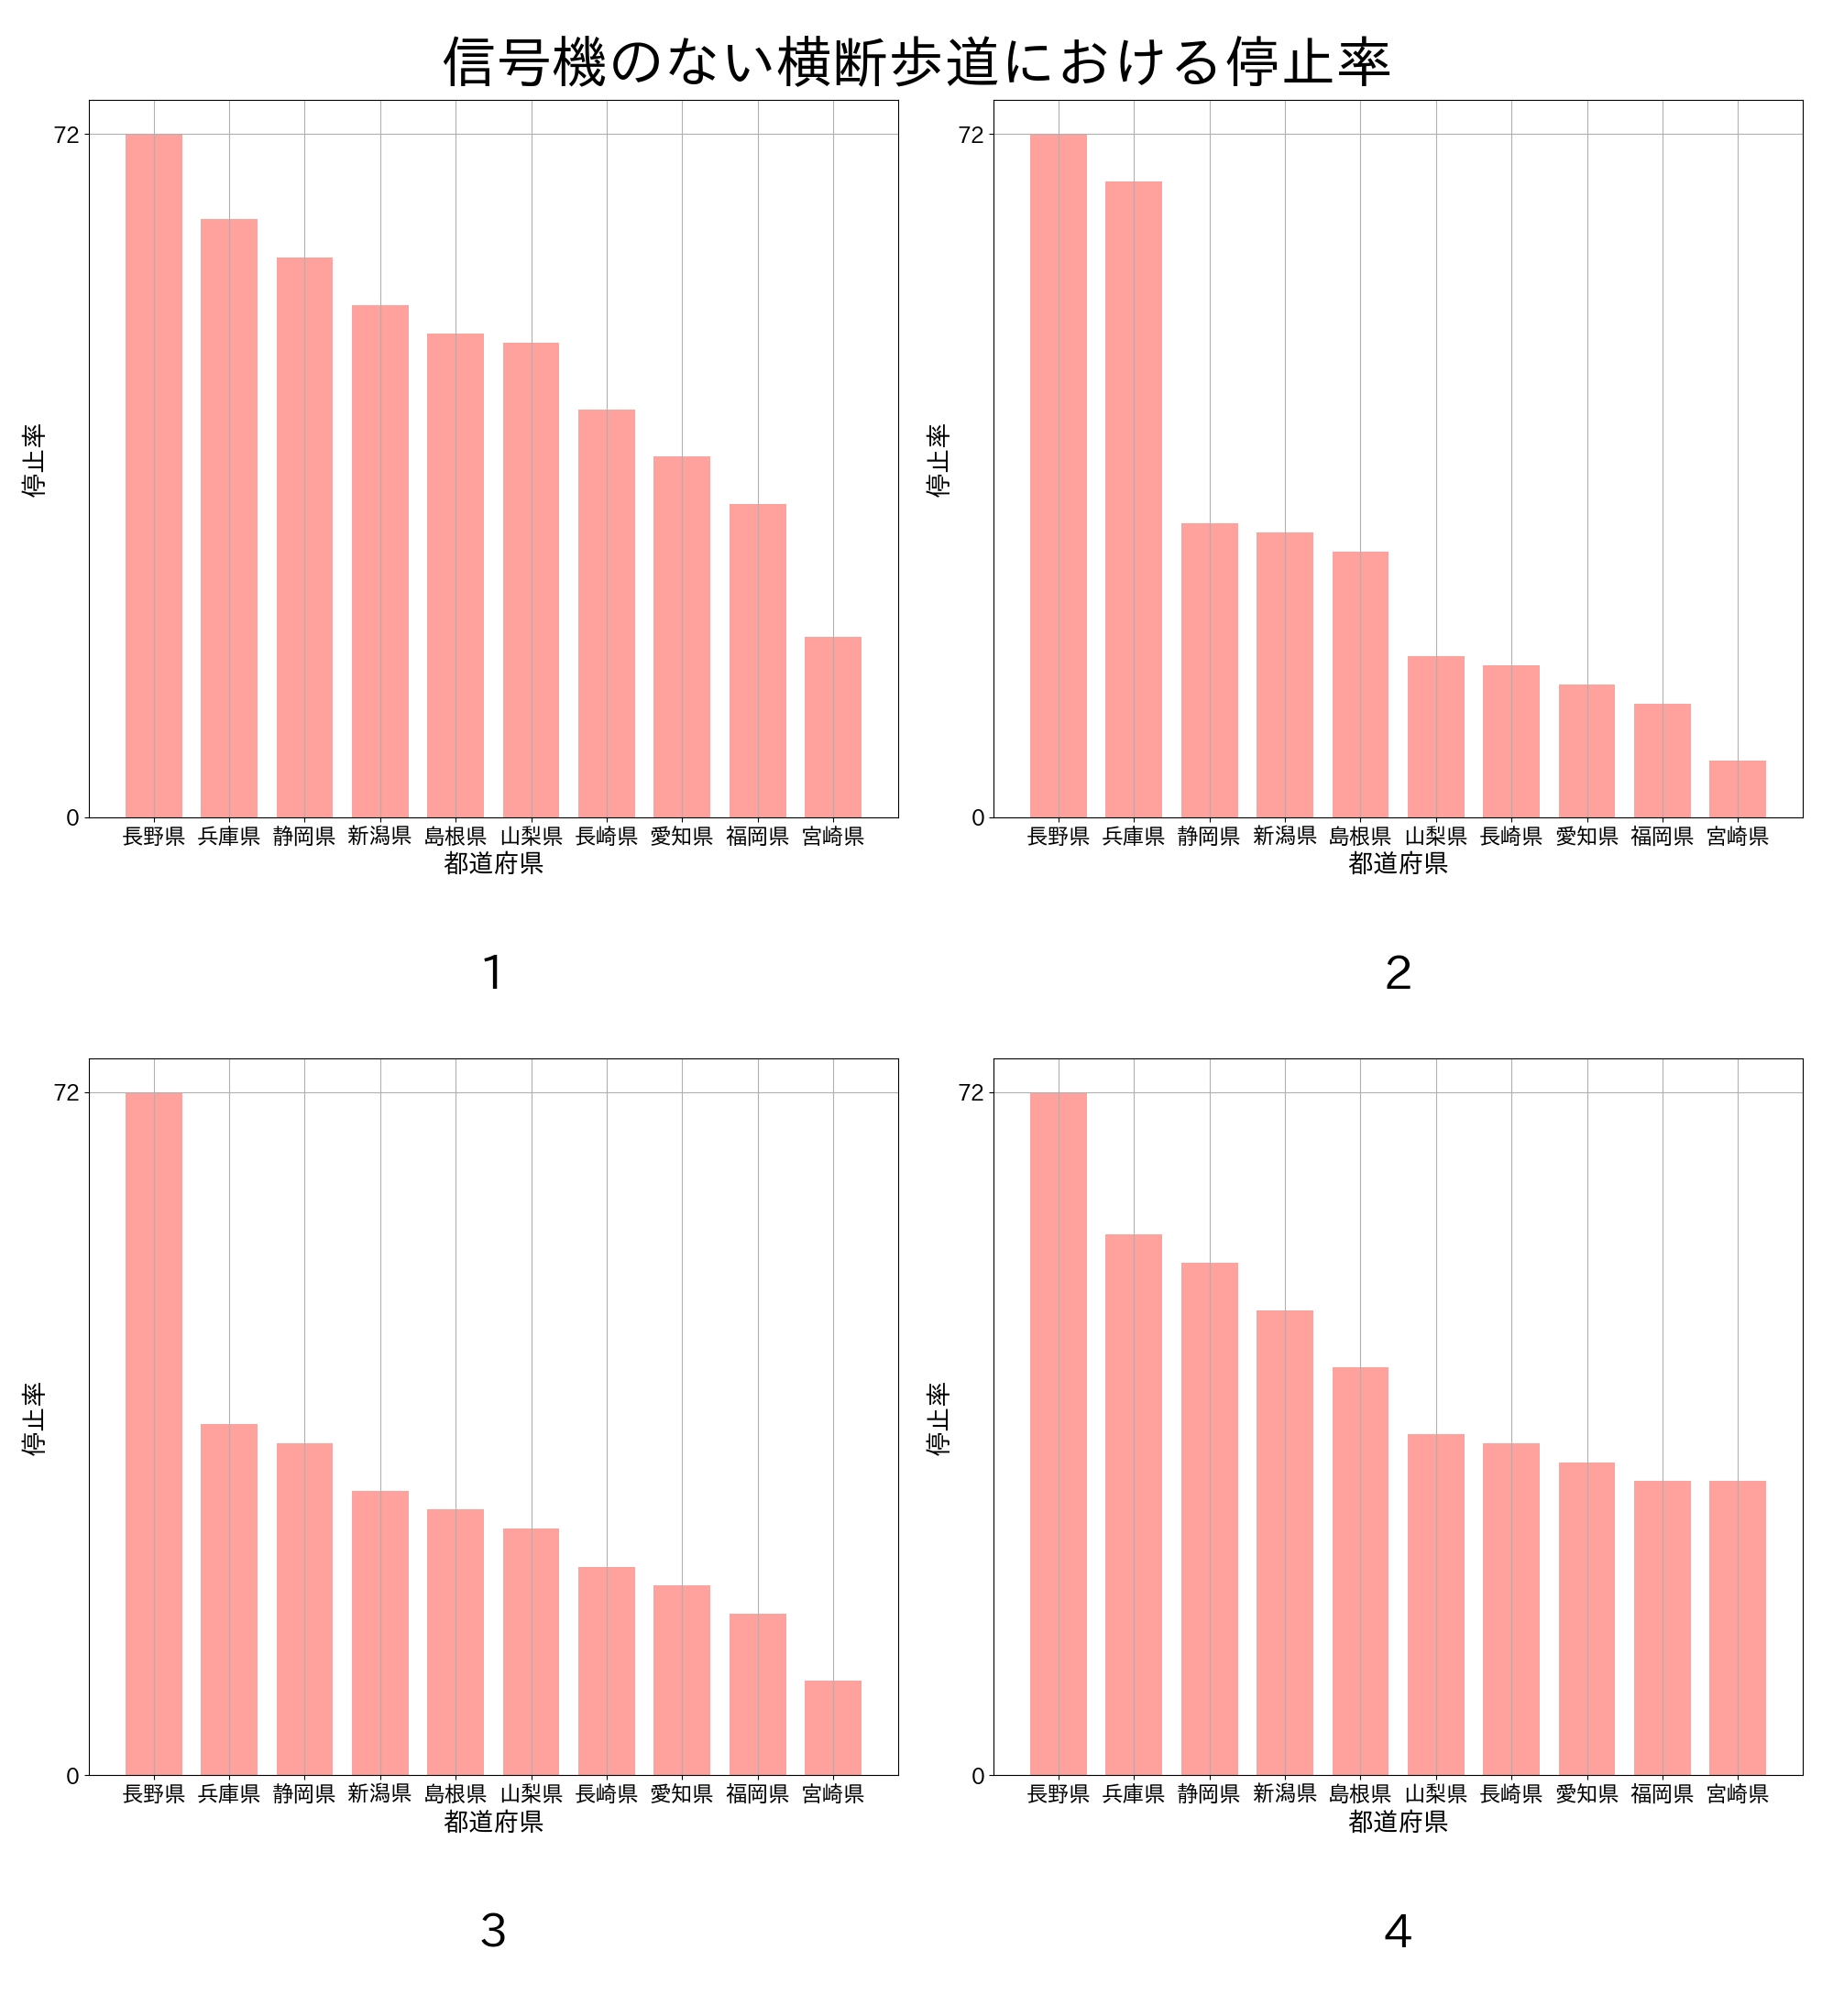 信号機のない横断歩道における停止率
72
停止率
0
長野県 兵庫県 静岡県 新潟県 島根県 山梨県 長崎県 愛知県 福岡県 宮崎県
都道府県
1
72
停止率
0
長野県 兵庫県 静岡県 新潟県 島根県 山梨県 長崎県 愛知県 福岡県 宮崎県
都道府県
2
72
停止率
0
長野県 兵庫県 静岡県 新潟県 島根県 山梨県 長崎県 愛知県 福岡県 宮崎県
都道府県
3
72
停止率
0
長野県 兵庫県 静岡県 新潟県 島根県 山梨県 長崎県 愛知県 福岡県 宮崎県
都道府県
4